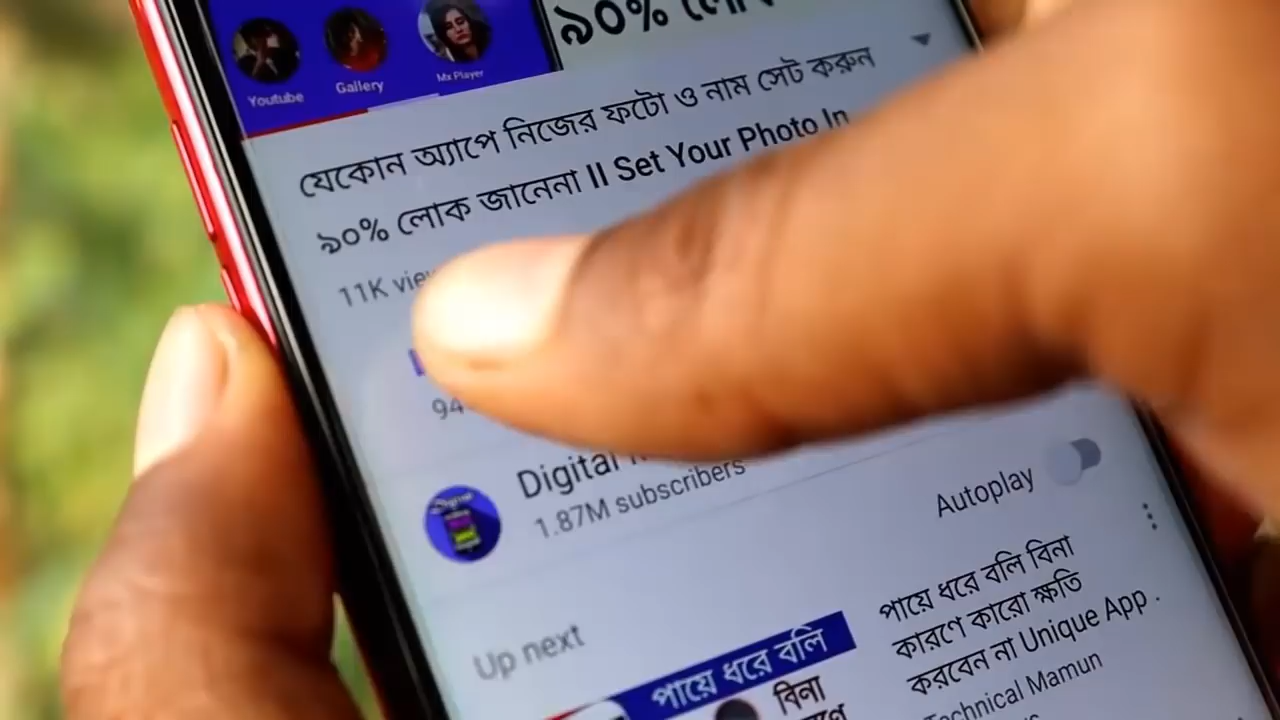 ৯০%
Youtube
Gallery
Mx Player
যেকোন অ্যাপে নিজের ফটো ও নাম সেট করুন
৯০% লোক জানেনা II Set Your Photo In
11K
94
Digital
1.87M subscribers
Autoplay
Up next
পায়ে ধরে বলি বিনা
কারণে কারো ক্ষতি
করবেন না Unique App .
Technical Mamun
পায়ে ধরে বলি
বিনা